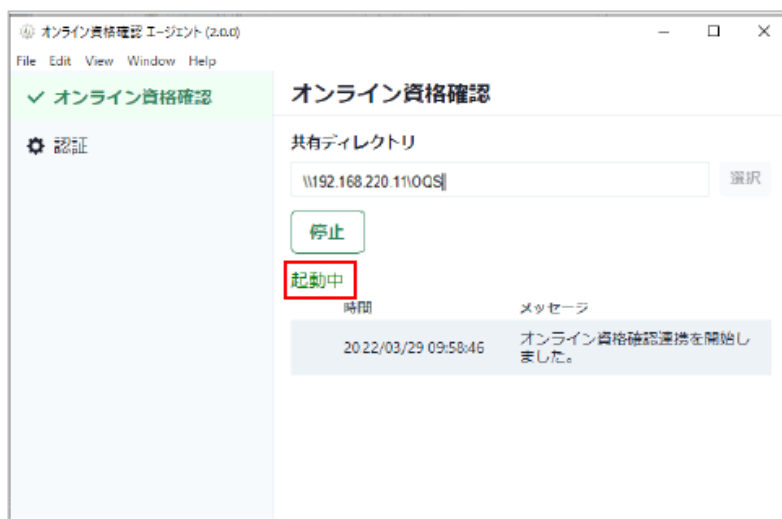 オンライン資格確認 エージェント (2.0.0)
File Edit View Window Help
オンライン資格確認
認証
オンライン資格確認
共有ディレクトリ
\\192.168.220.11\OQS
選択
停止
起動中
時間 メッセージ
2022/03/29 09:58:46 オンライン資格確認連携を開始し
ました。